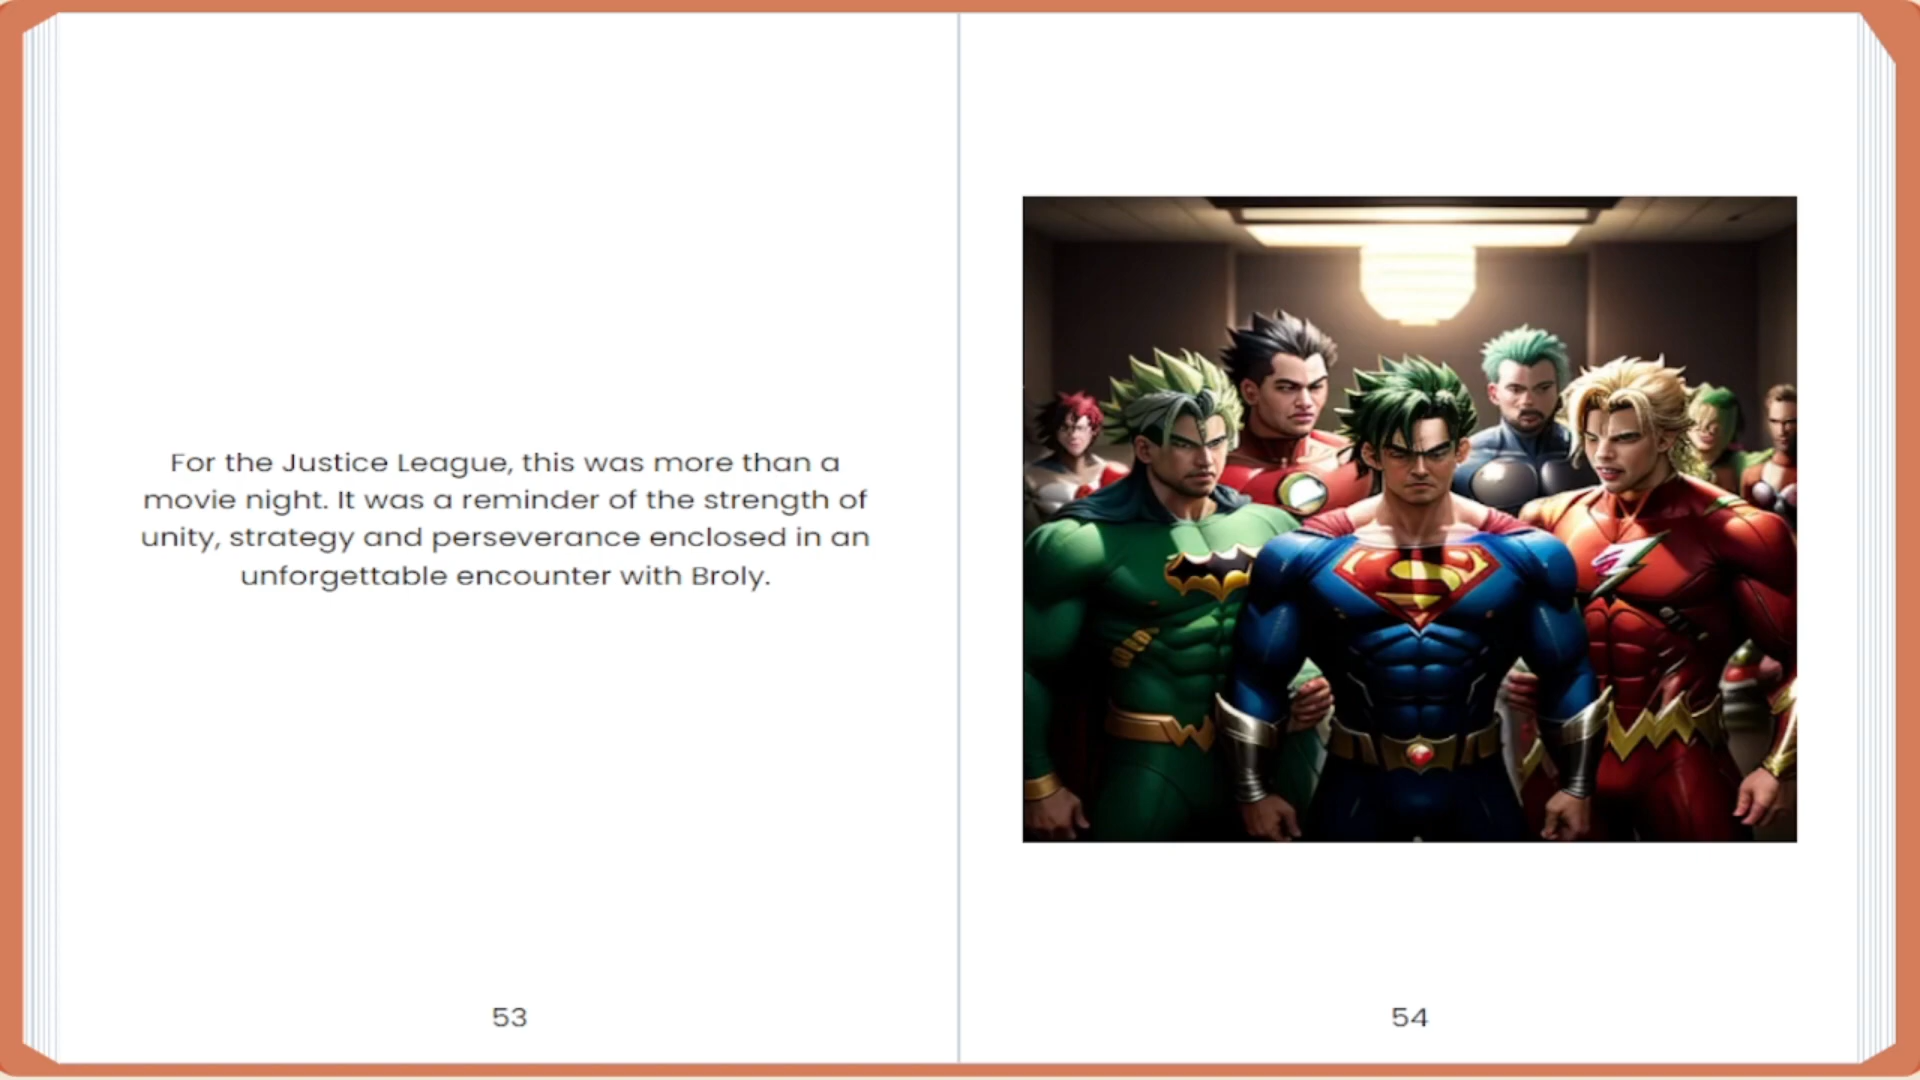 For the Justice League, this was more than a
movie night. It was a reminder of the strength of
unity, strategy and perseverance enclosed in an
unforgettable encounter with Broly.
53
54